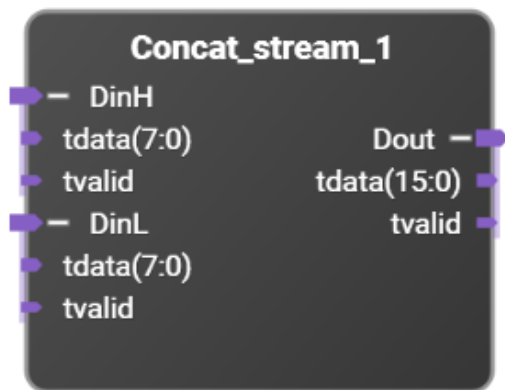 Concat_stream_1
DinH
tdata(7:0)
tvalid
DinL
tdata(7:0)
tvalid
Dout
tdata(15:0)
tvalid